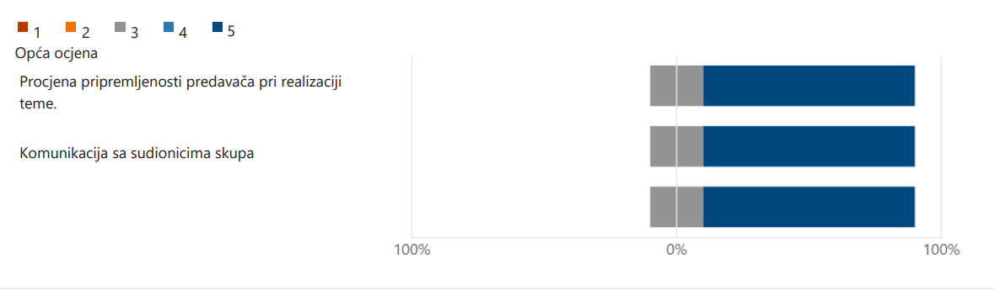 1 2 3 4 5
Opća ocjena
Procjena pripremljenosti predavača pri realizaciji
teme.
Komunikacija sa sudionicima skupa
100% 0% 100%